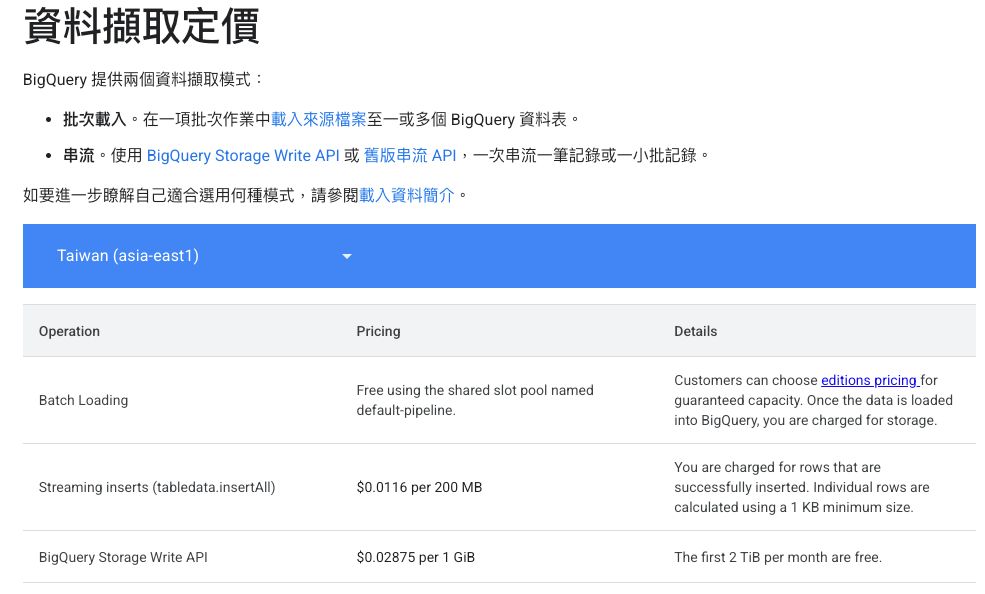 資料擷取定價
BigQuery 提供兩個資料擷取模式：
• 批次載入。在一項批次作業中載入來源檔案至一或多個 BigQuery 資料表。
• 串流。使用 BigQuery Storage Write API 或 舊版串流 API，一次串流一筆記錄或一小批記錄。
如要進一步瞭解自己適合選用何種模式，請參閱載入資料簡介。
Taiwan (asia-east1)
Operation Pricing Details
Batch Loading
Free using the shared slot pool named
default-pipeline.
Customers can choose editions pricing for
guaranteed capacity. Once the data is loaded
into BigQuery, you are charged for storage.
Streaming inserts (tabledata.insertAll)
$0.0116 per 200 MB
You are charged for rows that are
successfully inserted. Individual rows are
calculated using a 1 KB minimum size.
BigQuery Storage Write API
$0.02875 per 1 GiB
The first 2 TiB per month are free.